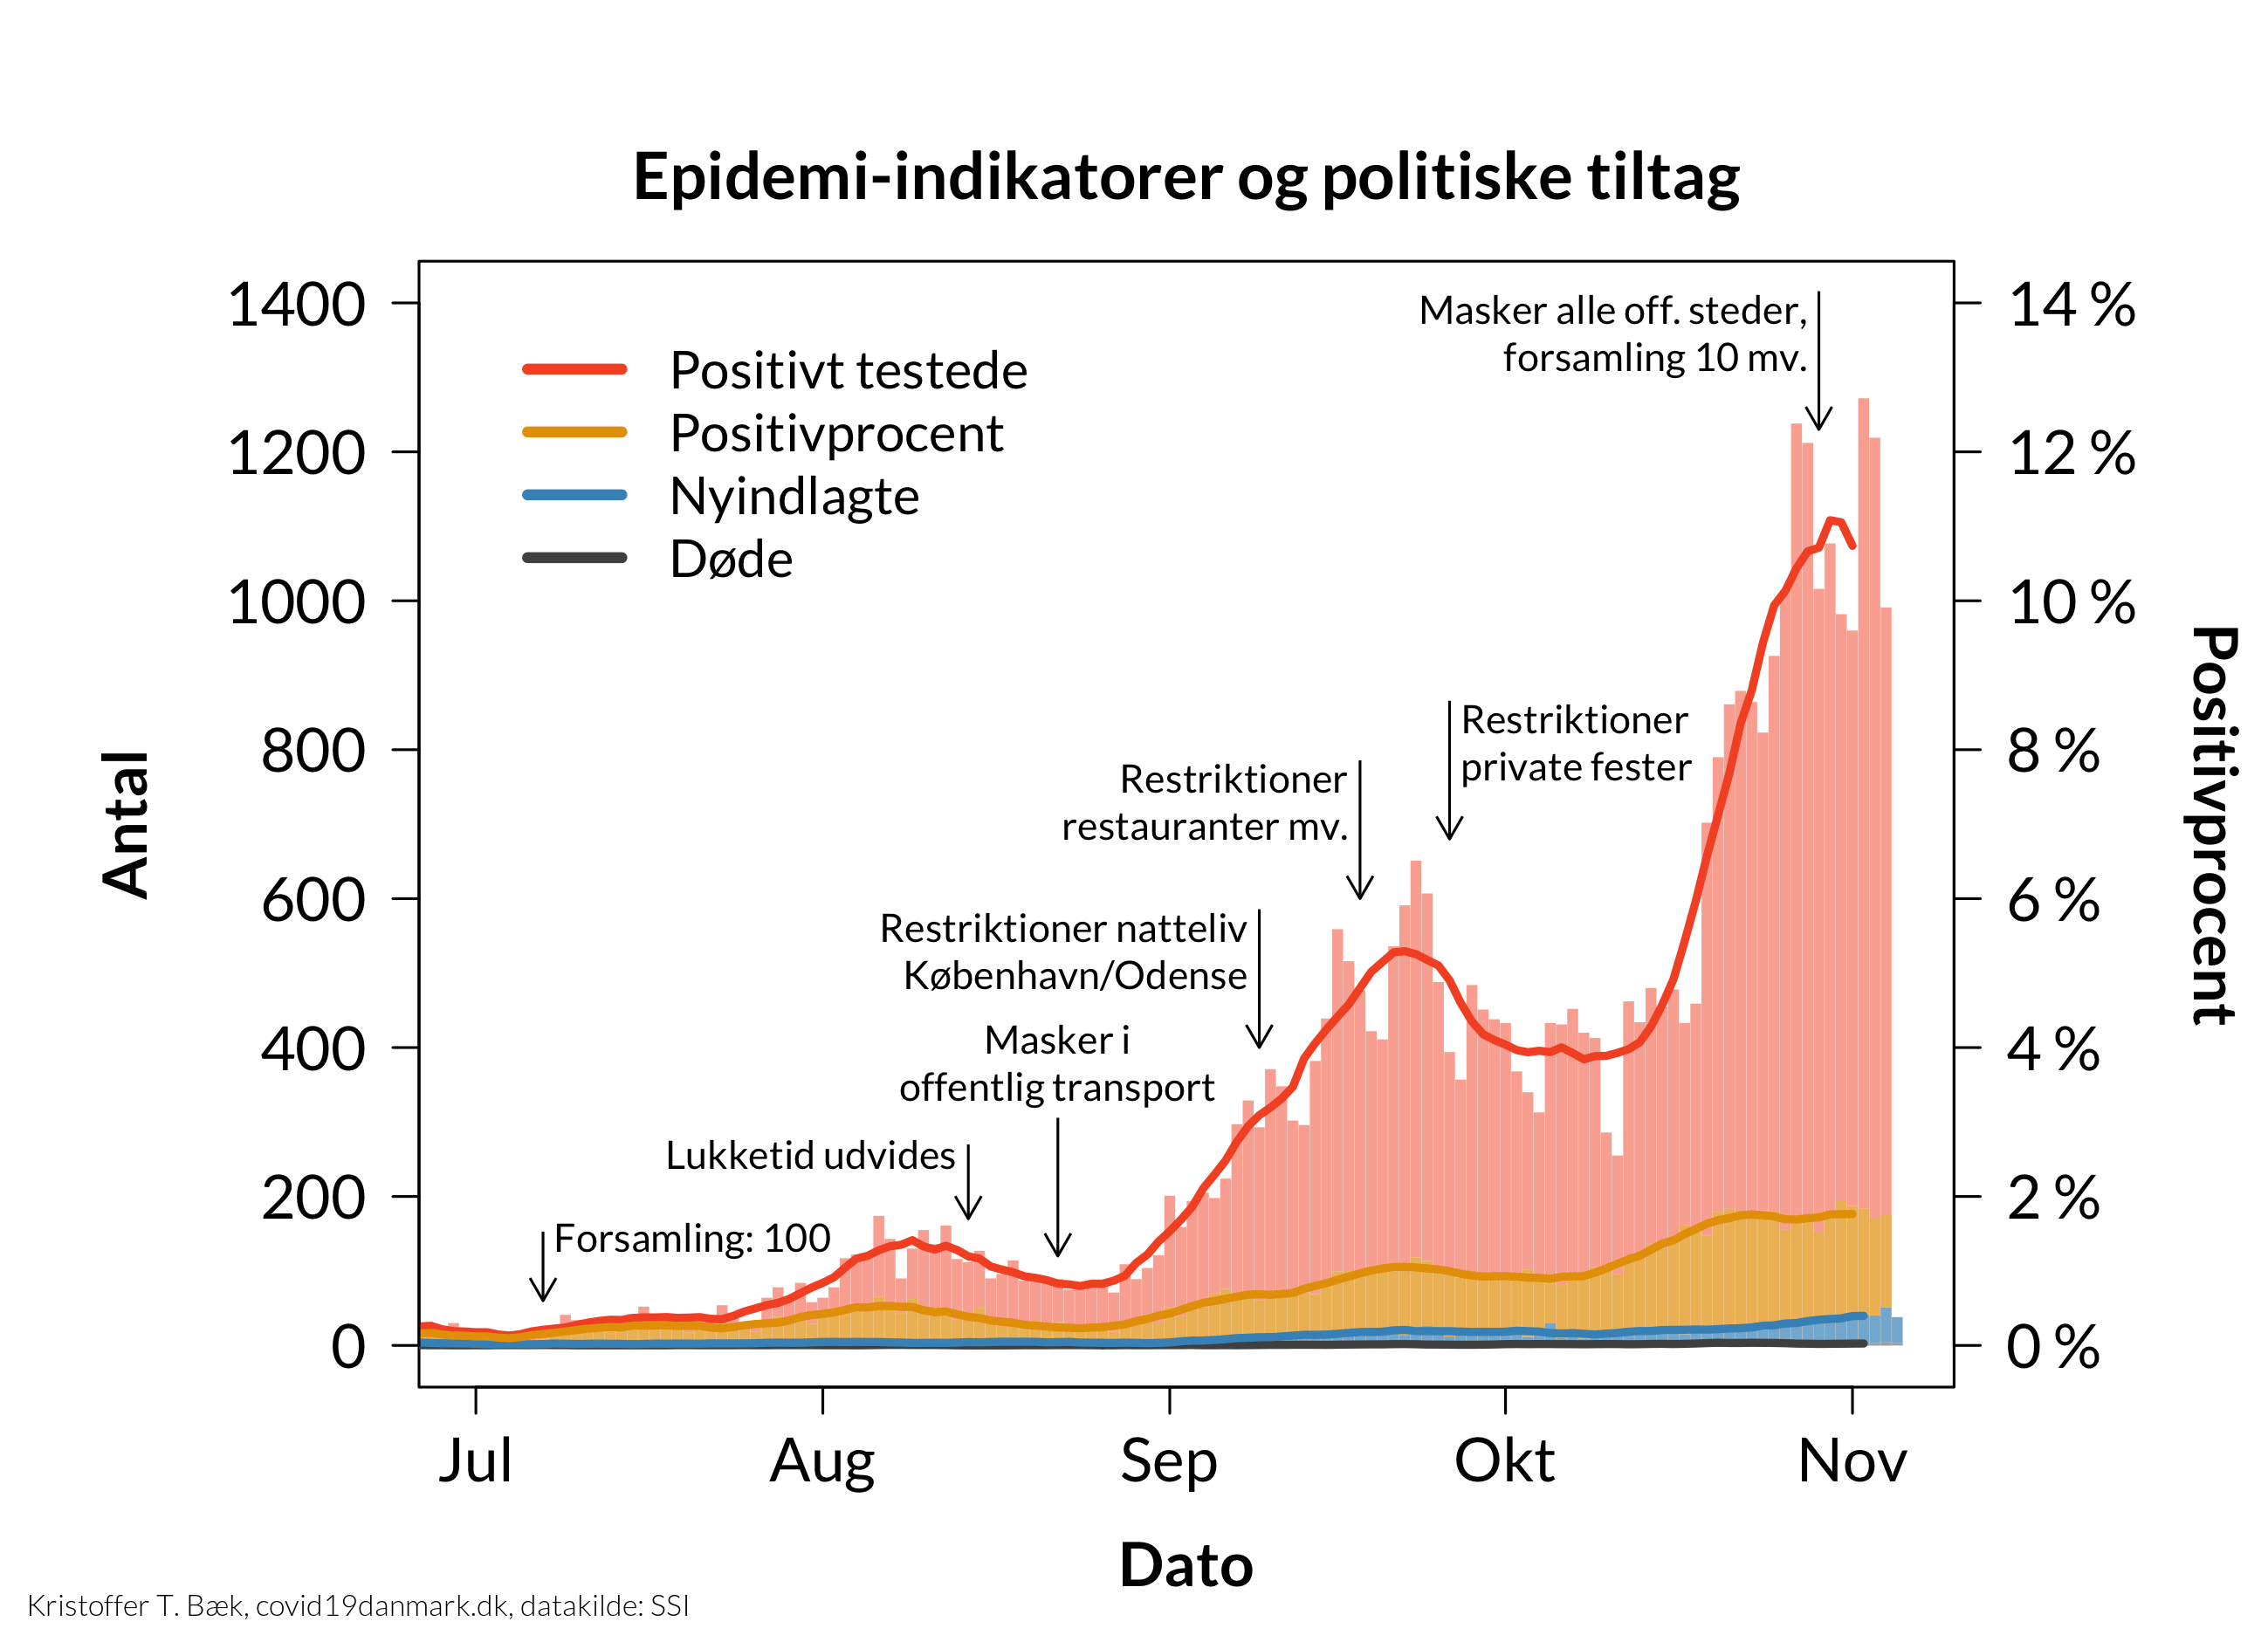 Epidemi-indikatorer og politiske tiltag
1400
1200
1000
800
600
400
200
0
Antal
14 %
12 %
10 %
8 %
6 %
4 %
2 %
0 %
Positivprocent
Positivt testede
Positivprocent
Nyindlagte
Døde
Masker alle off. steder,
forsamling 10 mv.
Restriktioner
private fester
Restriktioner
restauranter mv.
Restriktioner natteliv
København/Odense
Masker i
offentlig transport
Lukketid udvides
Forsamling: 100
Jul
Aug
Sep
Okt
Nov
Dato
Kristoffer T. Bæk, covid19danmark.dk, datakilde: SSI